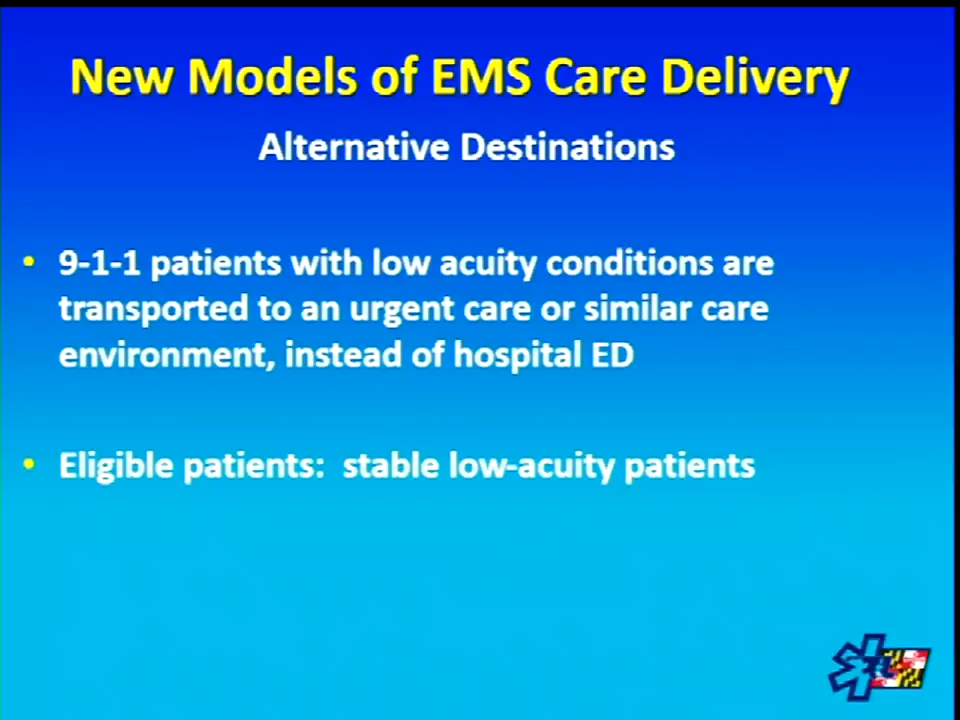 New Models of EMS Care Delivery
Alternative Destinations
• 9-1-1 patients with low acuity conditions are
transported to an urgent care or similar care
environment, instead of hospital ED
• Eligible patients: stable low-acuity patients